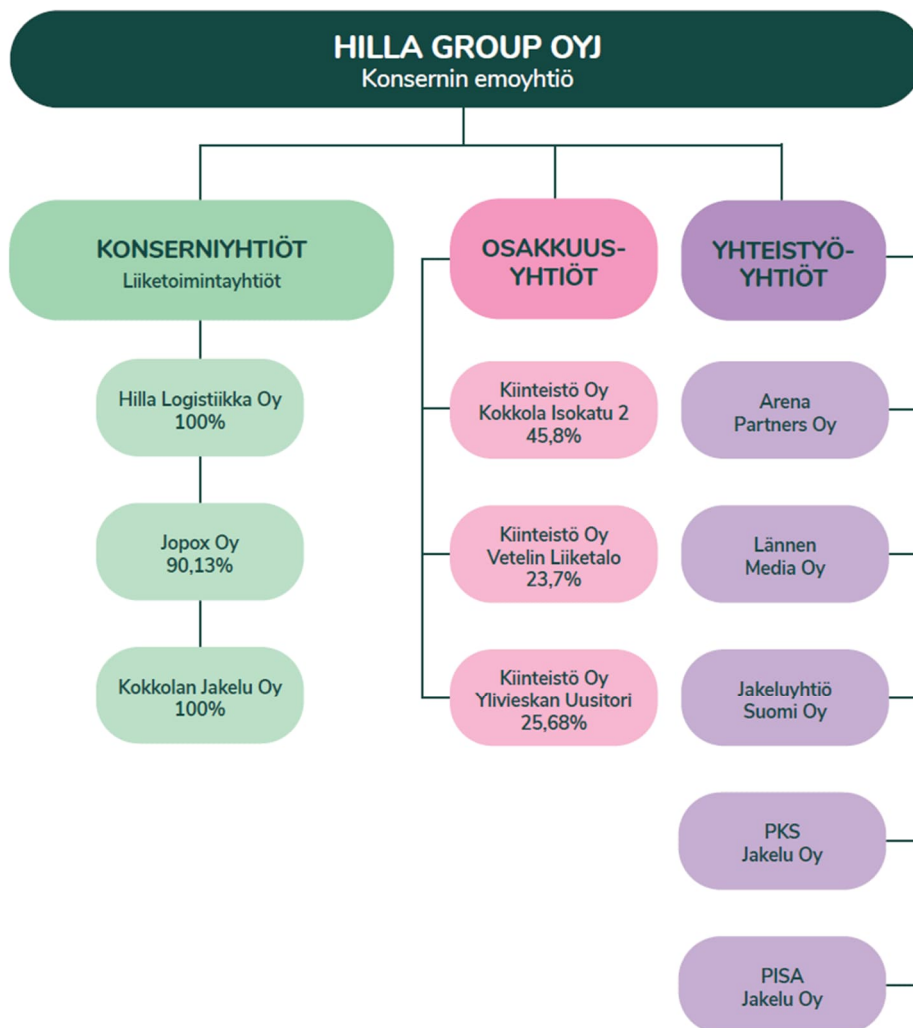 HILLA GROUP OYJ
Konsernin emoyhtiö
KONSERNIYHTIÖT
Liiketoimintayhtiöt
Hilla Logistiikka Oy
100%
Jopox Oy
90,13%
Kokkolan Jakelu Oy
100%
OSAKKUUS-
YHTIÖT
Kiinteistö Oy
Kokkola Isokatu 2
45,8%
Kiinteistö Oy
Vetelin Liiketalo
23,7%
Kiinteistö Oy
Ylivieskan Uusitori
25,68%
YHTEISTYÖ-
YHTIÖT
Arena
Partners Oy
Lännen
Media Oy
Jakeluyhtiö
Suomi Oy
PKS
Jakelu Oy
PISA
Jakelu Oy